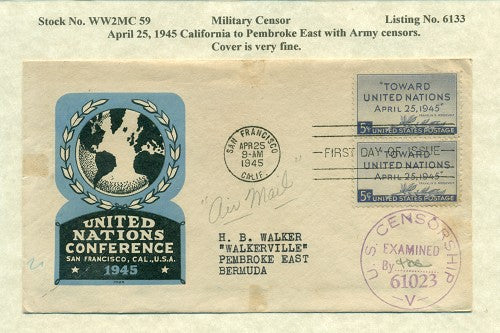 Stock No. WW2MC 59 Military Censor Listing No. 6133
April 25, 1945 California to Pembroke East with Army censors.
Cover is very fine.
"TOWARD
UNITED NATIONS
APRIL 25, 1945"
5¢ UNITED STATES POSTAGE
SAN FRANCISCO
APR 25
9-AM
1945
CALIF.
FIRST DAY OF ISSUE
"TOWARD
UNITED NATIONS
APRIL 25, 1945"
5¢ UNITED STATES POSTAGE
"Air Mail"
UNITED
NATIONS
CONFERENCE
SAN FRANCISCO, CAL., U.S.A.
1945
H. B. WALKER
"WALKERVILLE"
PEMBROKE EAST
BERMUDA
U.S. CENSORSHIP
EXAMINED
By
61023
V